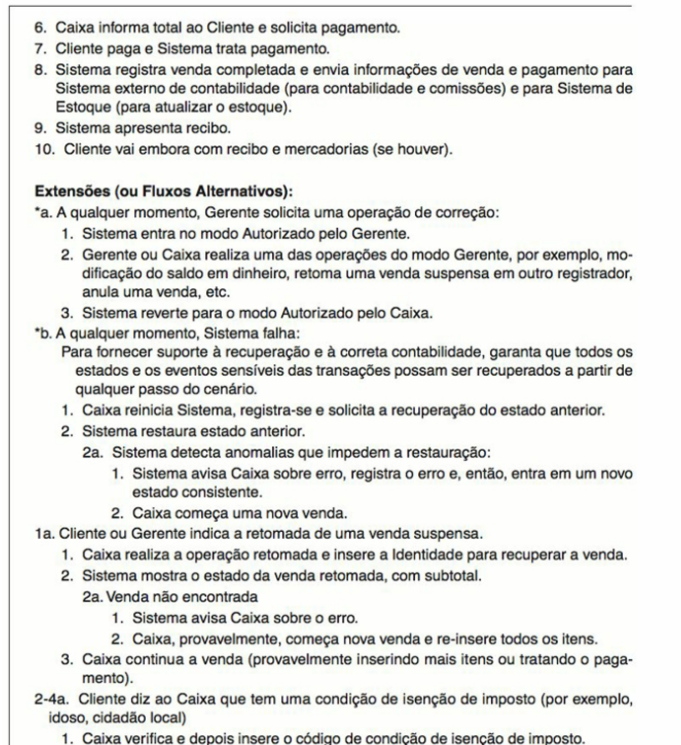 6. Caixa informa total ao Cliente e solicita pagamento.
7. Cliente paga e Sistema trata pagamento.
8. Sistema registra venda completada e envia informações de venda e pagamento para
Sistema externo de contabilidade (para contabilidade e comissões) e para Sistema de
Estoque (para atualizar o estoque).
9. Sistema apresenta recibo.
10. Cliente vai embora com recibo e mercadorias (se houver).
Extensões (ou Fluxos Alternativos):
*a. A qualquer momento, Gerente solicita uma operação de correção:
1. Sistema entra no modo Autorizado pelo Gerente.
2. Gerente ou Caixa realiza uma das operações do modo Gerente, por exemplo, mo-
dificação do saldo em dinheiro, retoma uma venda suspensa em outro registrador,
anula uma venda, etc.
3. Sistema reverte para o modo Autorizado pelo Caixa.
*b. A qualquer momento, Sistema falha:
Para fornecer suporte à recuperação e à correta contabilidade, garanta que todos os
estados e os eventos sensíveis das transações possam ser recuperados a partir de
qualquer passo do cenário.
1. Caixa reinicia Sistema, registra-se e solicita a recuperação do estado anterior.
2. Sistema restaura estado anterior.
2a. Sistema detecta anomalias que impedem a restauração:
1. Sistema avisa Caixa sobre erro, registra o erro e, então, entra em um novo
estado consistente.
2. Caixa começa uma nova venda.
1a. Cliente ou Gerente indica a retomada de uma venda suspensa.
1. Caixa realiza a operação retomada e insere a Identidade para recuperar a venda.
2. Sistema mostra o estado da venda retomada, com subtotal.
2a. Venda não encontrada
1. Sistema avisa Caixa sobre o erro.
2. Caixa, provavelmente, começa nova venda e re-insere todos os itens.
3. Caixa continua a venda (provavelmente inserindo mais itens ou tratando o paga-
mento).
2-4a. Cliente diz ao Caixa que tem uma condição de isenção de imposto (por exemplo,
idoso, cidadão local)
1. Caixa verifica e depois insere o código de condição de isenção de imposto.